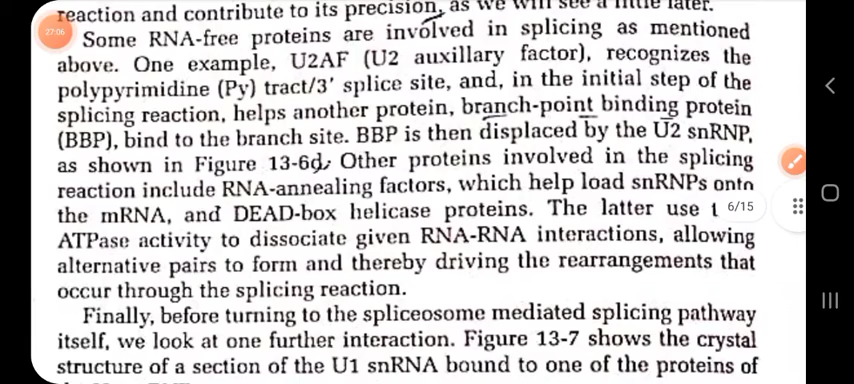 reaction and contribute to its precision, as we will see a little later.
27:06
Some RNA-free proteins are involved in splicing as mentioned
above. One example, U2AF (U2 auxillary factor), recognizes the
polypyrimidine (Py) tract/3′ splice site, and, in the initial step of the
splicing reaction, helps another protein, branch-point binding protein
(BBP), bind to the branch site. BBP is then displaced by the U2 snRNP,
as shown in Figure 13-6d. Other proteins involved in the splicing
reaction include RNA-annealing factors, which help load snRNPs onto
the mRNA, and DEAD-box helicase proteins. The latter use t
6/15
ATPase activity to dissociate given RNA-RNA interactions, allowing
alternative pairs to form and thereby driving the rearrangements that
occur through the splicing reaction.
Finally, before turning to the spliceosome mediated splicing pathway
itself, we look at one further interaction. Figure 13-7 shows the crystal
structure of a section of the U1 snRNA bound to one of the proteins of